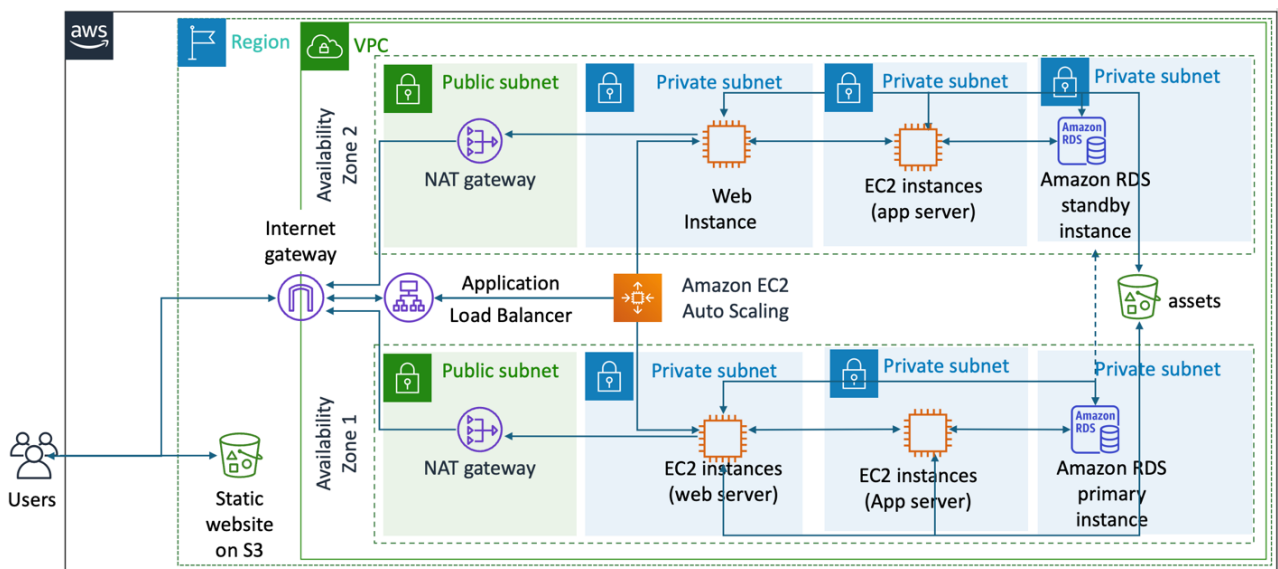 aws
Region
VPC
Availability
Zone 2
Public subnet
NAT gateway
Private subnet
Web
Instance
Private subnet
EC2 instances
(app server)
Private subnet
Amazon
RDS
Amazon RDS
standby
instance
Internet
gateway
Application
Load Balancer
Amazon EC2
Auto Scaling
assets
Availability
Zone 1
Public subnet
NAT gateway
Private subnet
EC2 instances
(web server)
Private subnet
EC2 instances
(App server)
Private subnet
Amazon
RDS
Amazon RDS
primary
instance
Users
Static
website
on S3